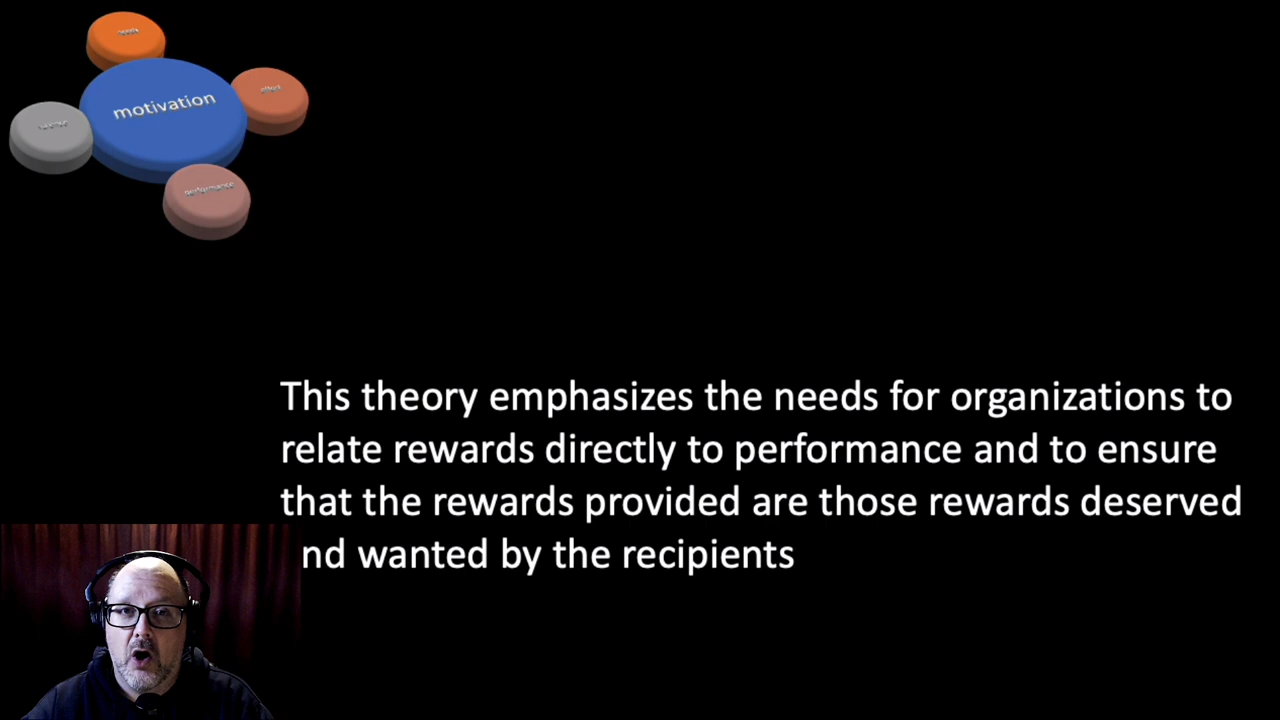 motivation
performance
This theory emphasizes the needs for organizations to
relate rewards directly to performance and to ensure
that the rewards provided are those rewards deserved
nd wanted by the recipients